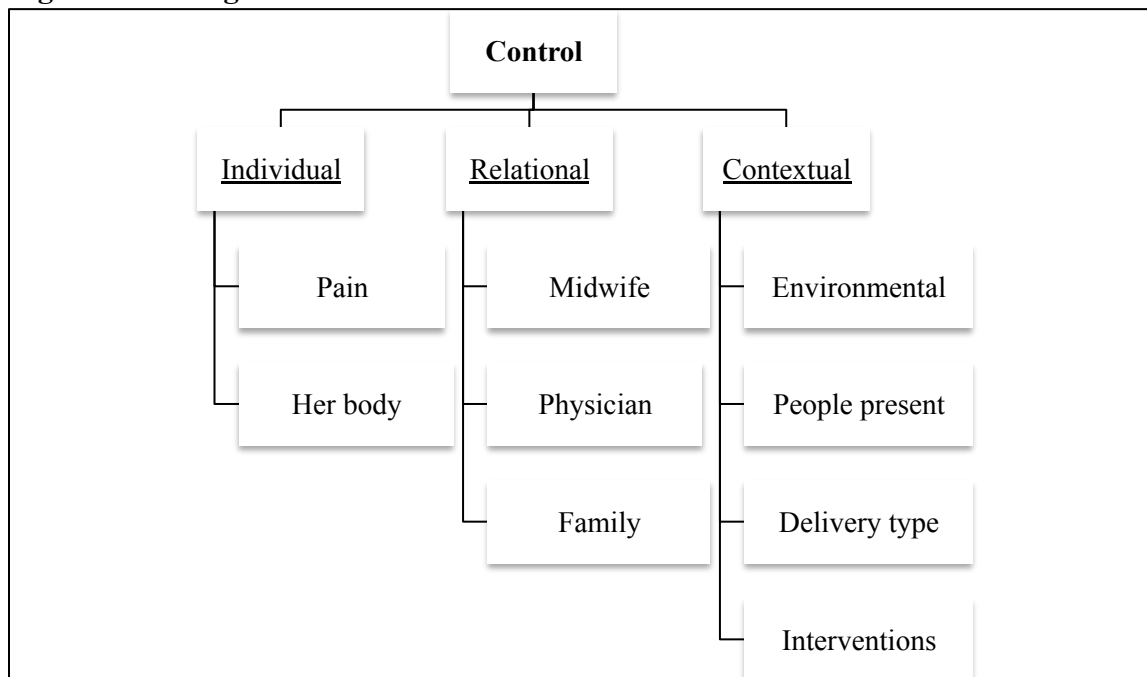 Control
Individual
Relational
Contextual
Pain
Midwife
Environmental
Her body
Physician
People present
Family
Delivery type
Interventions